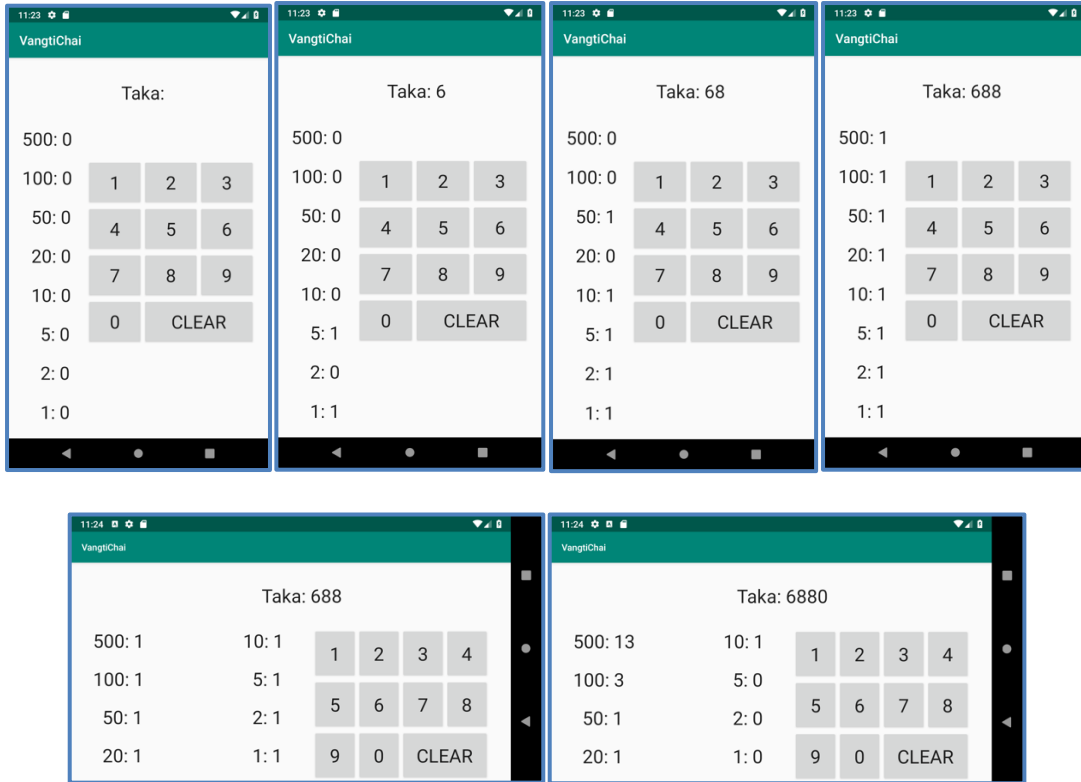 11:23
VangtiChai
Taka:
500: 0
100: 0
50: 0
20: 0
10: 0
5: 0
2: 0
1: 0
1 2 3
4 5 6
7 8 9
0 CLEAR
11:23
VangtiChai
Taka: 6
500: 0
100: 0
50: 0
20: 0
10: 0
5: 1
2: 0
1: 1
1 2 3
4 5 6
7 8 9
0 CLEAR
11:23
VangtiChai
Taka: 68
500: 0
100: 0
50: 1
20: 0
10: 1
5: 1
2: 1
1: 1
1 2 3
4 5 6
7 8 9
0 CLEAR
11:23
VangtiChai
Taka: 688
500: 1
100: 1
50: 1
20: 1
10: 1
5: 1
2: 1
1: 1
1 2 3
4 5 6
7 8 9
0 CLEAR
11:24
VangtiChai
Taka: 688
500: 1
100: 1
50: 1
20: 1
10: 1
5: 1
2: 1
1: 1
1 2 3 4
5 6 7 8
9 0 CLEAR
11:24
VangtiChai
Taka: 6880
500: 13
100: 3
50: 1
20: 1
10: 1
5: 0
2: 0
1: 0
1 2 3 4
5 6 7 8
9 0 CLEAR